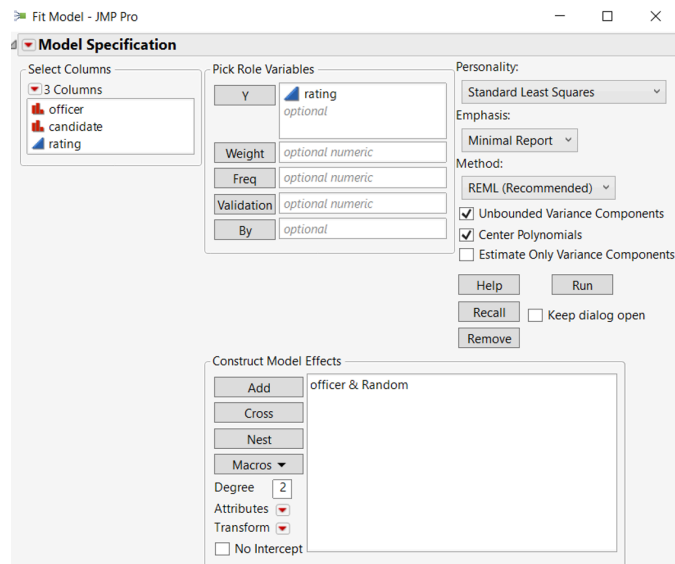 Fit Model - JMP Pro
Model Specification
Select Columns
3 Columns
officer
candidate
rating
Pick Role Variables
Y
rating
optional
Weight
optional numeric
Freq
optional numeric
Validation
optional numeric
By
optional
Personality:
Standard Least Squares
Emphasis:
Minimal Report
Method:
REML (Recommended)
Unbounded Variance Components
Center Polynomials
Estimate Only Variance Components
Help
Run
Recall
Keep dialog open
Remove
Construct Model Effects
Add
officer & Random
Cross
Nest
Macros
Degree
2
Attributes
Transform
No Intercept